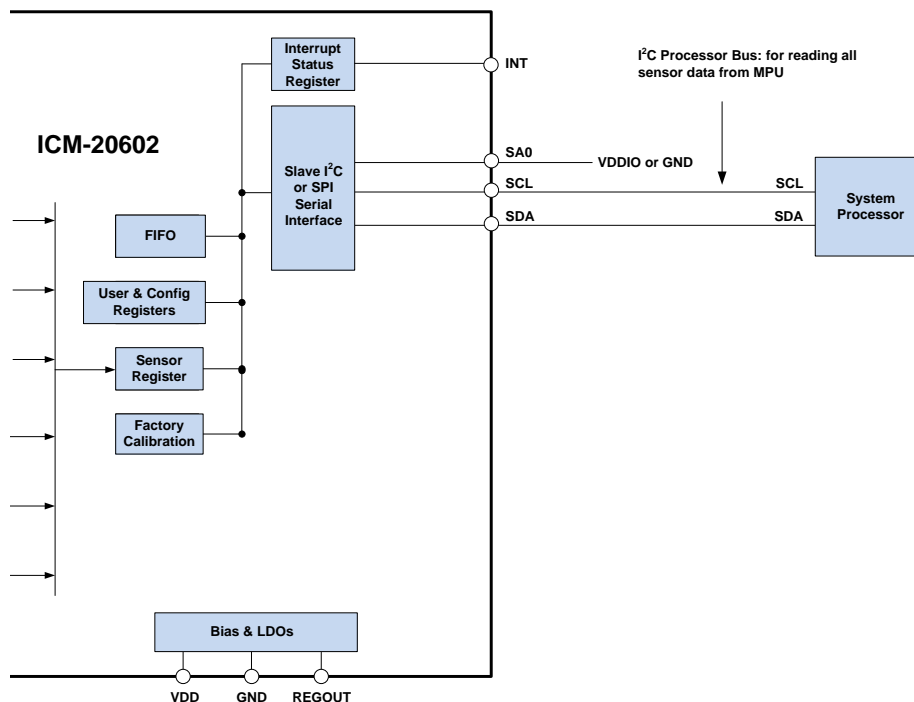 Interrupt
Status
Register
INT
I²C Processor Bus: for reading all
sensor data from MPU
ICM-20602
Slave I²C
or SPI
Serial
Interface
SA0
VDDIO or GND
SCL
SCL
SDA
SDA
System
Processor
FIFO
User & Config
Registers
Sensor
Register
Factory
Calibration
Bias & LDOs
VDD
GND
REGOUT